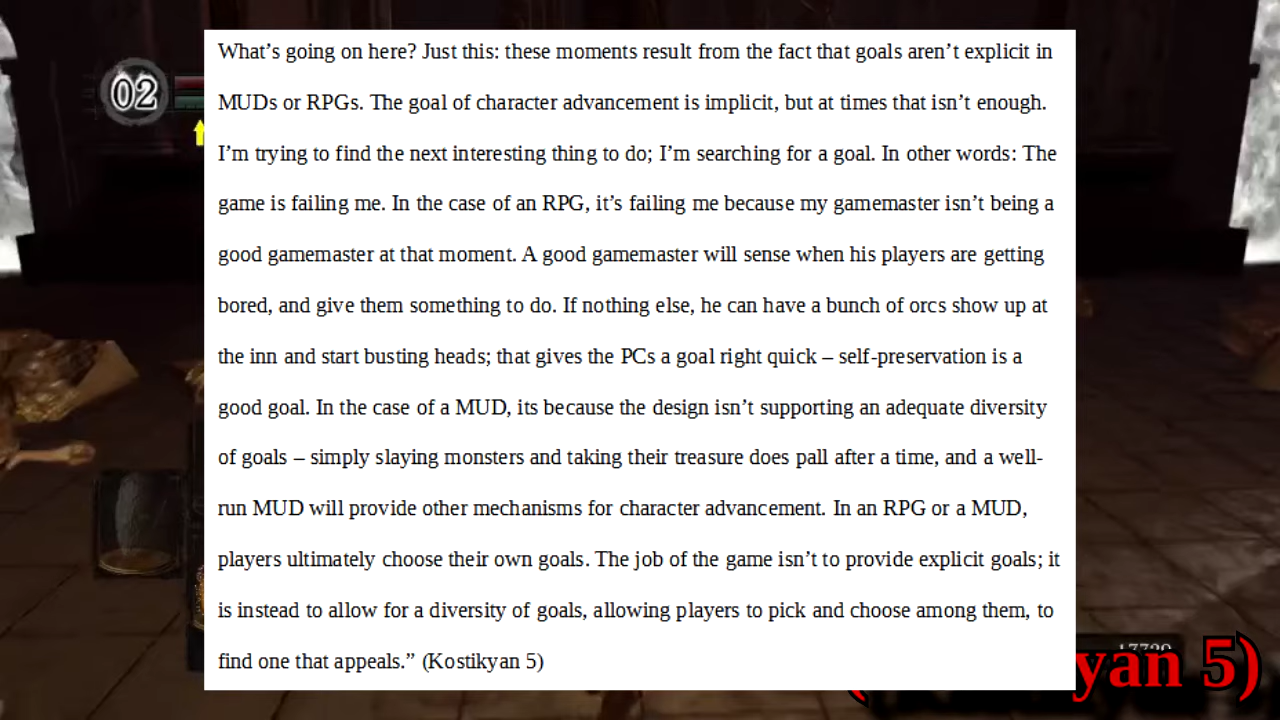 What’s going on here? Just this: these moments result from the fact that goals aren’t explicit in
MUDs or RPGs. The goal of character advancement is implicit, but at times that isn’t enough.
I’m trying to find the next interesting thing to do; I’m searching for a goal. In other words: The
game is failing me. In the case of an RPG, it’s failing me because my gamemaster isn’t being a
good gamemaster at that moment. A good gamemaster will sense when his players are getting
bored, and give them something to do. If nothing else, he can have a bunch of orcs show up at
the inn and start busting heads; that gives the PCs a goal right quick – self-preservation is a
good goal. In the case of a MUD, its because the design isn’t supporting an adequate diversity
of goals – simply slaying monsters and taking their treasure does pall after a time, and a well-
run MUD will provide other mechanisms for character advancement. In an RPG or a MUD,
players ultimately choose their own goals. The job of the game isn’t to provide explicit goals; it
is instead to allow for a diversity of goals, allowing players to pick and choose among them, to
find one that appeals.” (Kostikyan 5)
02
yan 5)